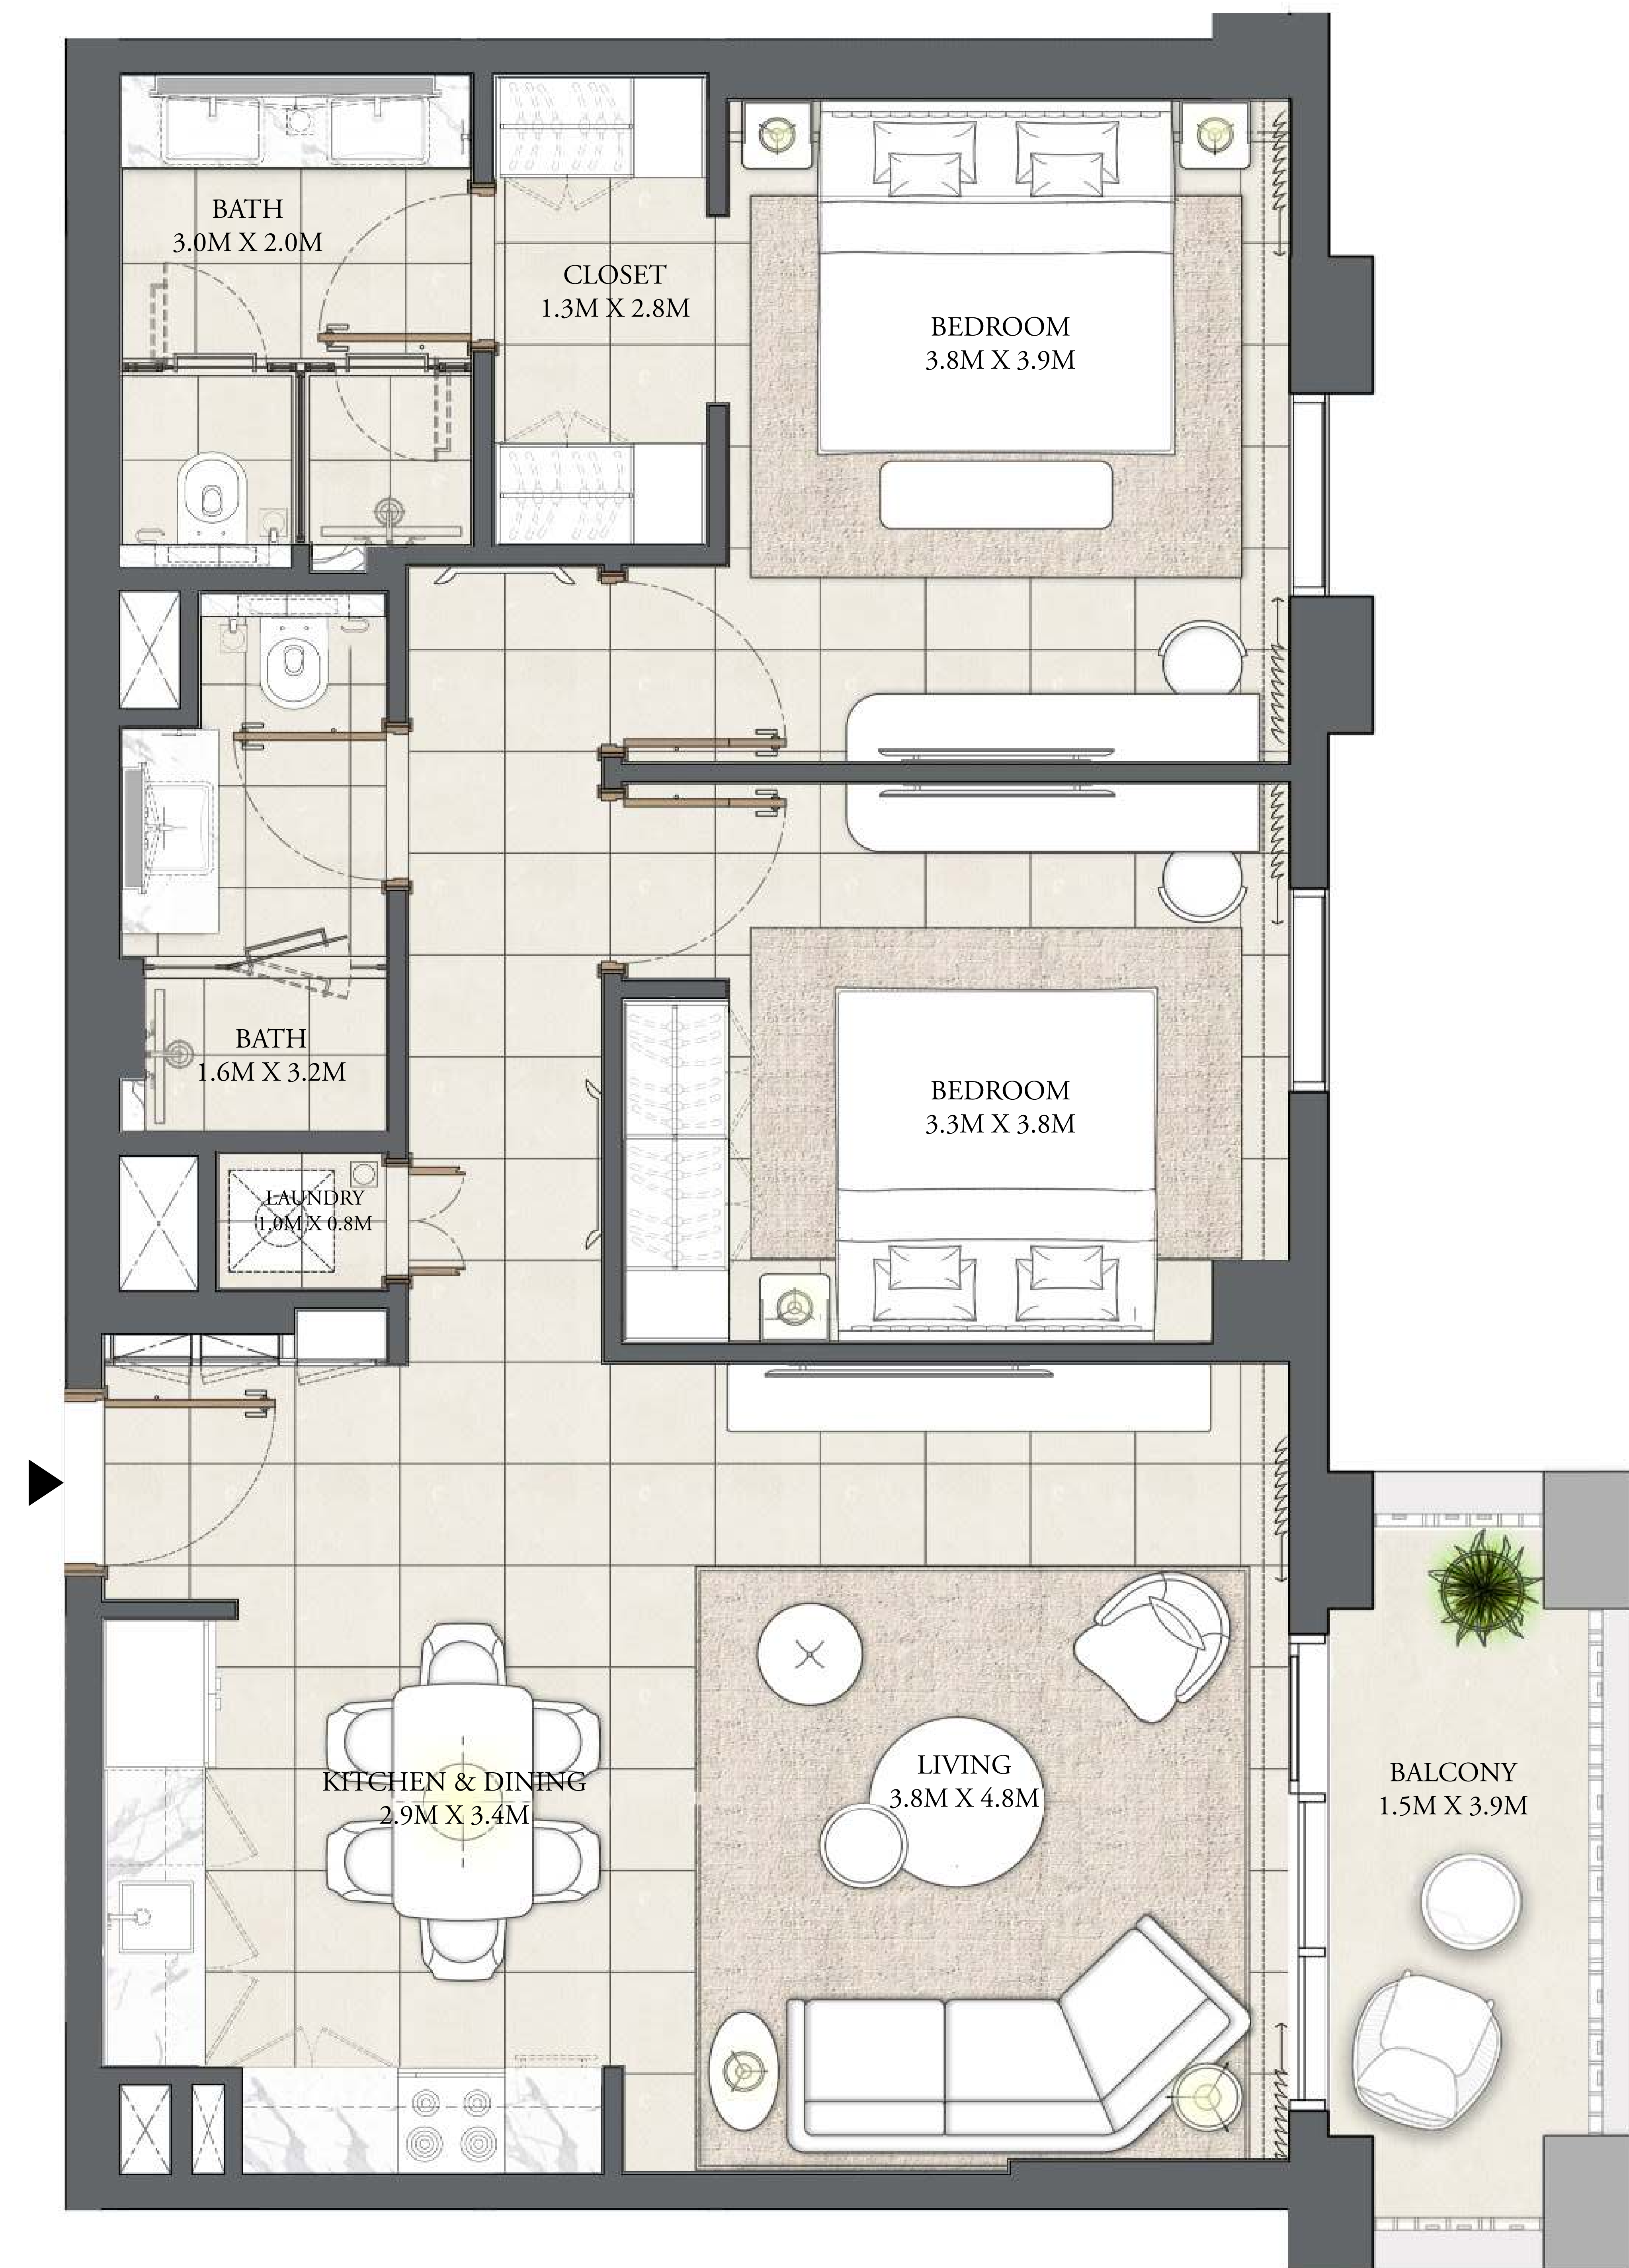 BATH
3.0M X 2.0M
CLOSET
1.3M X 2.8M
BEDROOM
3.8M X 3.9M
BATH
1.6M X 3.2M
BEDROOM
3.3M X 3.8M
LAUNDRY
1.0M X 0.8M
KITCHEN & DINING
2.9M X 3.4M
LIVING
3.8M X 4.8M
BALCONY
1.5M X 3.9M